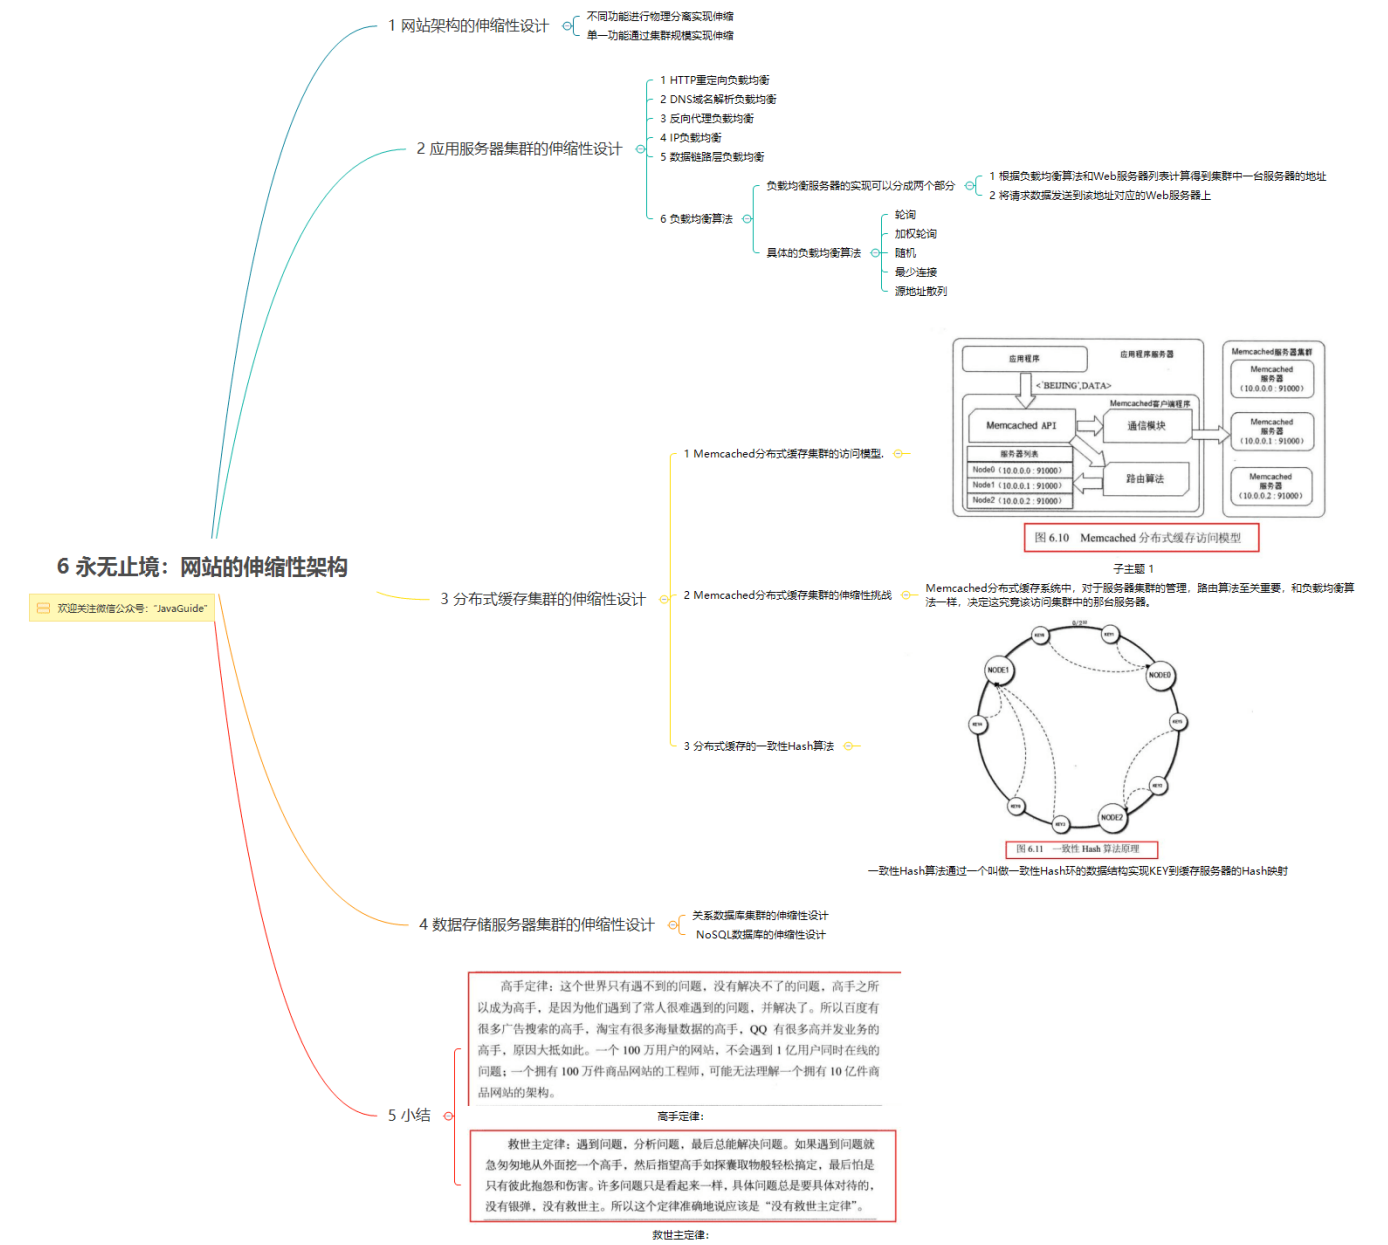 1 网站架构的伸缩性设计
不同功能进行物理分离实现伸缩
单一功能通过集群规模实现伸缩
2 应用服务器集群的伸缩性设计
1 HTTP重定向负载均衡
2 DNS域名解析负载均衡
3 反向代理负载均衡
4 IP负载均衡
5 数据链路层负载均衡
6 负载均衡算法
负载均衡服务器的实现可以分成两个部分
1 根据负载均衡算法和Web服务器列表计算得到集群中一台服务器的地址
2 将请求数据发送到该地址对应的Web服务器上
具体的负载均衡算法
轮询
加权轮询
随机
最少连接
源地址散列
6 永无止境：网站的伸缩性架构
欢迎关注微信公众号："JavaGuide"
3 分布式缓存集群的伸缩性设计
1 Memcached分布式缓存集群的访问模型.
应用程序
应用程序服务器
<'BEIJING',DATA>
Memcached客户端程序
Memcached API
通信模块
服务器列表
Node0（10.0.0.0 : 91000）
Node1（10.0.0.1 : 91000）
Node2（10.0.0.2 : 91000）
路由算法
Memcached服务器集群
Memcached
服务器
（10.0.0.0 : 91000）
Memcached
服务器
（10.0.0.1 : 91000）
Memcached
服务器
（10.0.0.2 : 91000）
图 6.10 Memcached 分布式缓存访问模型
子主题 1
2 Memcached分布式缓存集群的伸缩性挑战
Memcached分布式缓存系统中，对于服务器集群的管理，路由算法至关重要，和负载均衡算
法一样，决定这究竟该访问集群中的那台服务器。
3 分布式缓存的一致性Hash算法
0/2³²
NODE1
NODE0
NODE2
图 6.11 一致性 Hash 算法原理
一致性Hash算法通过一个叫做一致性Hash环的数据结构实现KEY到缓存服务器的Hash映射
4 数据存储服务器集群的伸缩性设计
关系数据库集群的伸缩性设计
NoSQL数据库的伸缩性设计
5 小结
高手定律：这个世界只有遇不到的问题，没有解决不了的问题，高手之所
以成为高手，是因为他们遇到了常人很难遇到的问题，并解决了。所以百度有
很多广告搜索的高手，淘宝有很多海量数据的高手，QQ 有很多高并发业务的
高手，原因大抵如此。一个 100 万用户的网站，不会遇到 1 亿用户同时在线的
问题；一个拥有 100 万件商品网站的工程师，可能无法理解一个拥有 10 亿件商
品网站的架构。
高手定律：
救世主定律：遇到问题，分析问题，最后总能解决问题。如果遇到问题就
急匆匆地从外面挖一个高手，然后指望高手如探囊取物般轻松搞定，最后怕是
只有彼此抱怨和伤害。许多问题只是看起来一样，具体问题总是要具体对待的，
没有银弹，没有救世主。所以这个定律准确地说应该是“没有救世主定律”。
救世主定律：